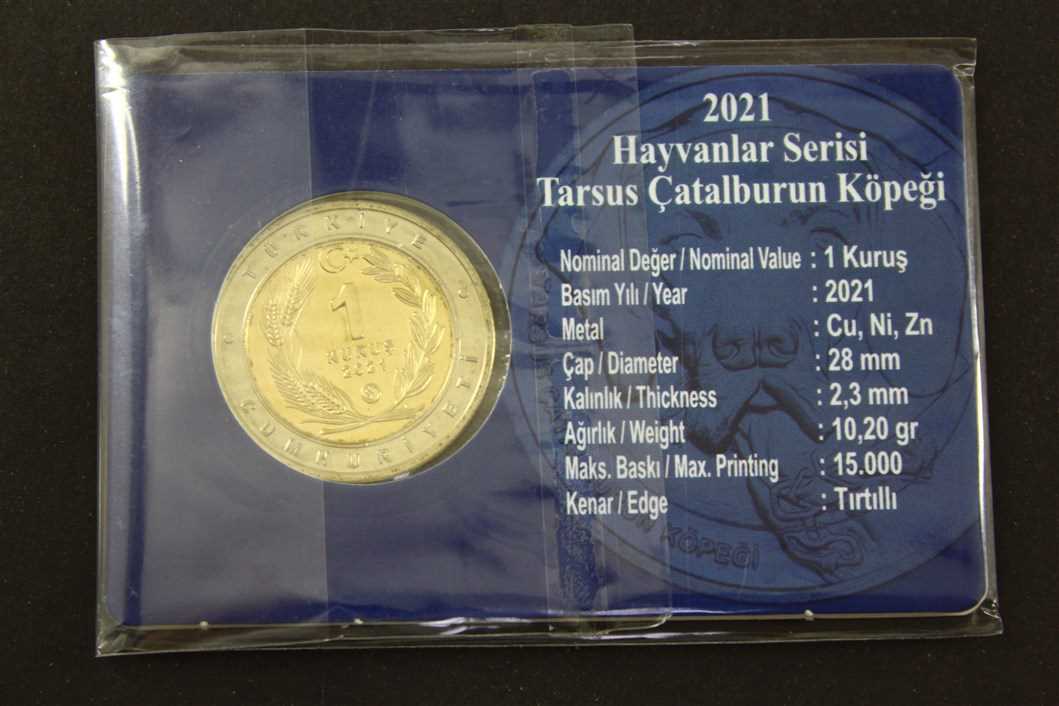 TÜRKİYE
CUMHURİYETİ
1
KURUŞ
2021
2021
Hayvanlar Serisi
Tarsus Çatalburun Köpeği
Nominal Değer / Nominal Value : 1 Kuruş
Basım Yılı / Year : 2021
Metal : Cu, Ni, Zn
Çap / Diameter : 28 mm
Kalınlık / Thickness : 2,3 mm
Ağırlık / Weight : 10,20 gr
Maks. Baskı / Max. Printing : 15.000
Kenar / Edge : Tırtıllı
KÖPEĞİ